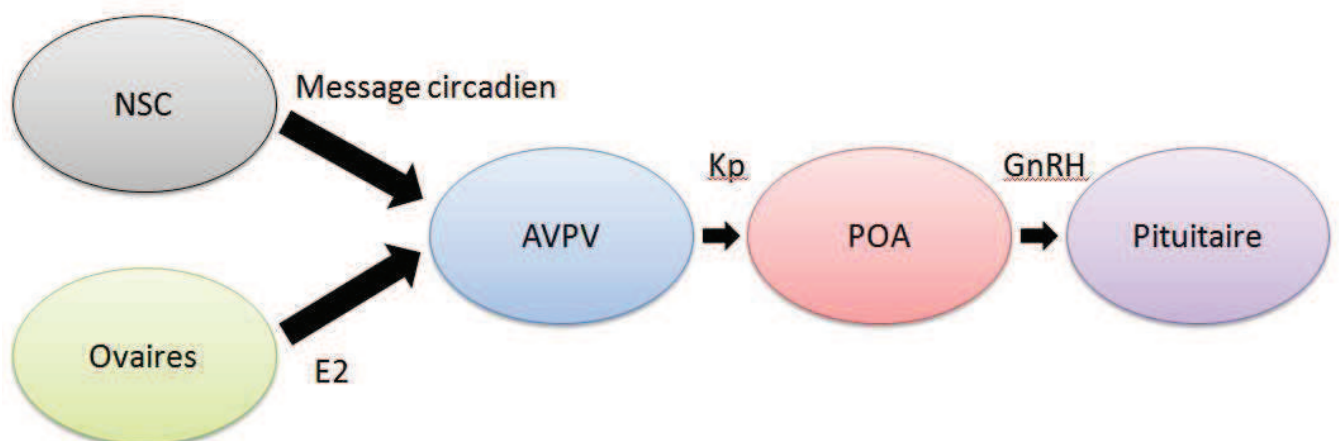 NSC
Message circadien
Kp
GnRH
AVPV
POA
Pituitaire
Ovaires
E2